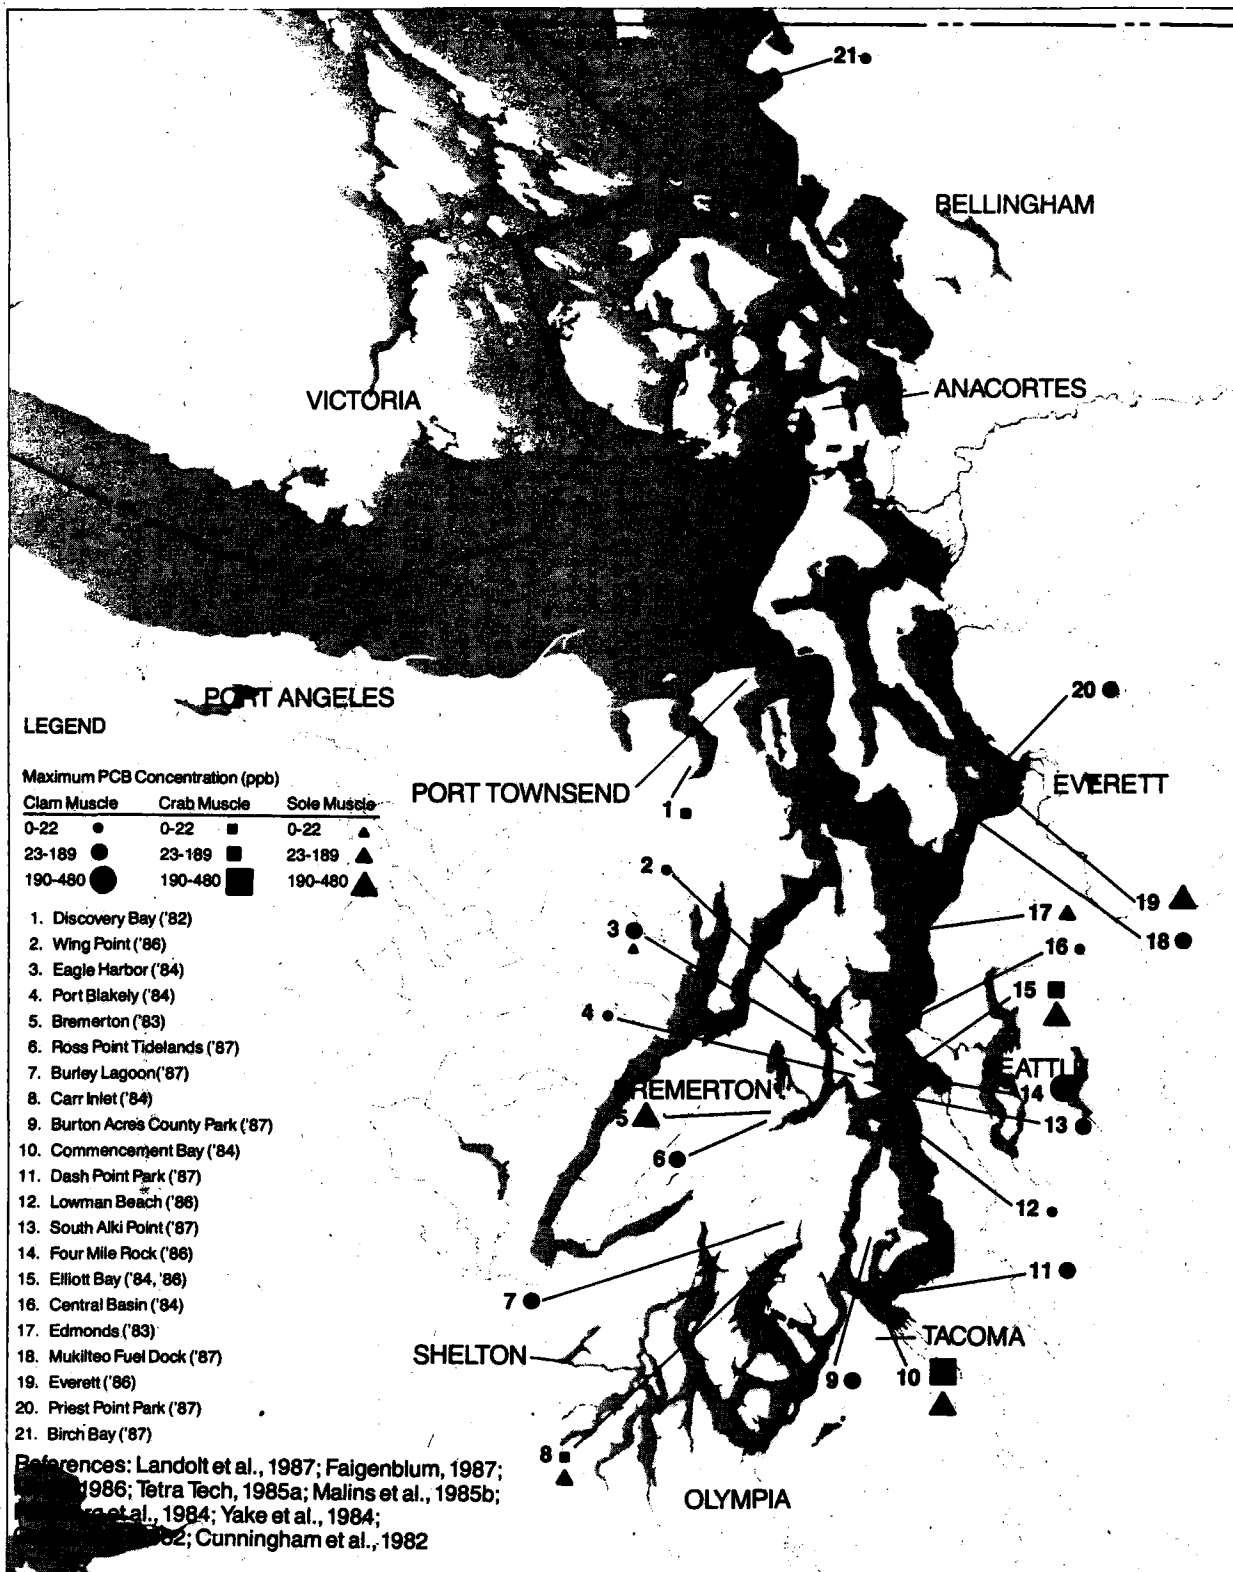 21
BELLINGHAM
VICTORIA
ANACORTES
PORT ANGELES
20
LEGEND
Maximum PCB Concentration (ppb)
Clam Muscle Crab Muscle Sole Muscle
0-22 0-22 0-22
23-189 23-189 23-189
190-480 190-480 190-480
PORT TOWNSEND
1
EVERETT
2
19
3
17
18
16
15
4
SEATTLE
14
BREMERTON
5
13
6
12
7
11
SHELTON
TACOMA
9
10
8
OLYMPIA
1. Discovery Bay ('82)
2. Wing Point ('86)
3. Eagle Harbor ('84)
4. Port Blakely ('84)
5. Bremerton ('83)
6. Ross Point Tidelands ('87)
7. Burley Lagoon('87)
8. Carr Inlet ('84)
9. Burton Acres County Park ('87)
10. Commencement Bay ('84)
11. Dash Point Park ('87)
12. Lowman Beach ('86)
13. South Alki Point ('87)
14. Four Mile Rock ('86)
15. Elliott Bay ('84, '86)
16. Central Basin ('84)
17. Edmonds ('83)
18. Mukilteo Fuel Dock ('87)
19. Everett ('86)
20. Priest Point Park ('87)
21. Birch Bay ('87)
References: Landolt et al., 1987; Faigenblum, 1987;
1986; Tetra Tech, 1985a; Malins et al., 1985b;
et al., 1984; Yake et al., 1984;
Cunningham et al., 1982